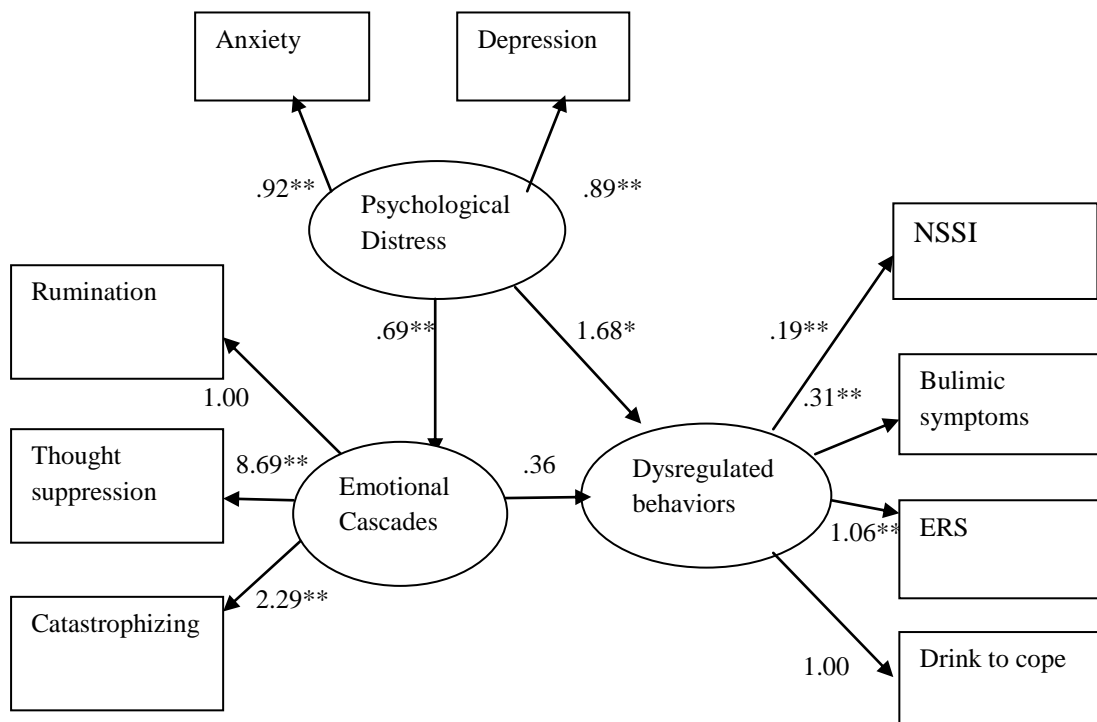 Anxiety
Depression
.92**
.89**
Psychological
Distress
NSSI
Rumination
.69**
1.68*
.19**
1.00
.31**
Bulimic
symptoms
Thought
suppression
8.69**
Emotional
Cascades
.36
Dysregulated
behaviors
1.06**
ERS
2.29**
Catastrophizing
1.00
Drink to cope